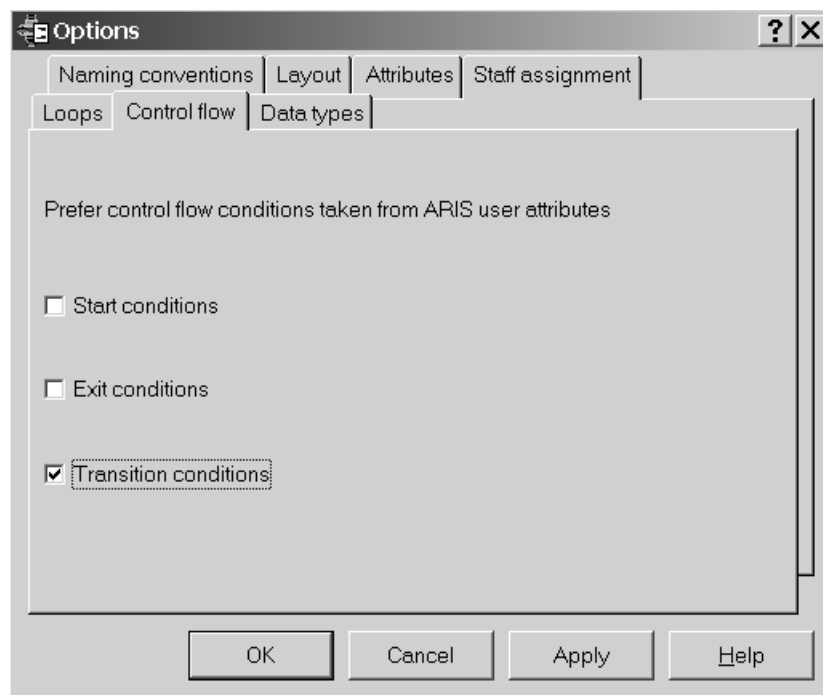 Options
Naming conventions Layout Attributes Staff assignment
Loops Control flow Data types
Prefer control flow conditions taken from ARIS user attributes
Start conditions
Exit conditions
Transition conditions
OK Cancel Apply Help